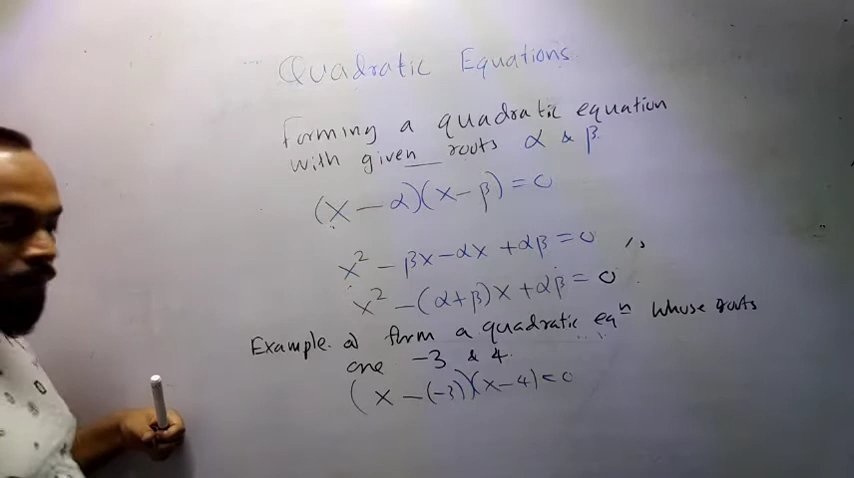 Quadratic Equations
Forming a quadratic equation
with given roots α & β
(x - α)(x - β) = 0
x² - βx - αx + αβ = 0
x² - (α+β)x + αβ = 0
Example. a) form a quadratic eqⁿ whose roots
are -3 & 4.
(x - (-3))(x - 4) = 0